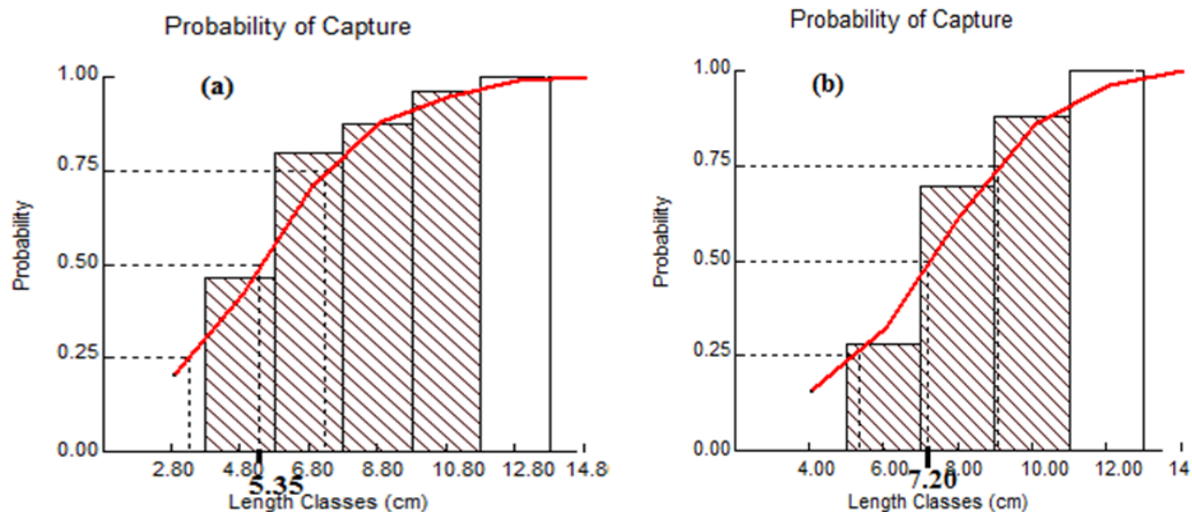 Probability of Capture
(a)
1.00
0.75
0.50
0.25
0.00
Probability
2.80 4.80 6.80 8.80 10.80 12.80 14.8
5.35
Length Classes (cm)
Probability of Capture
(b)
1.00
0.75
0.50
0.25
0.00
Probability
4.00 6.00 8.00 10.00 12.00 14
7.20
Length Classes (cm)